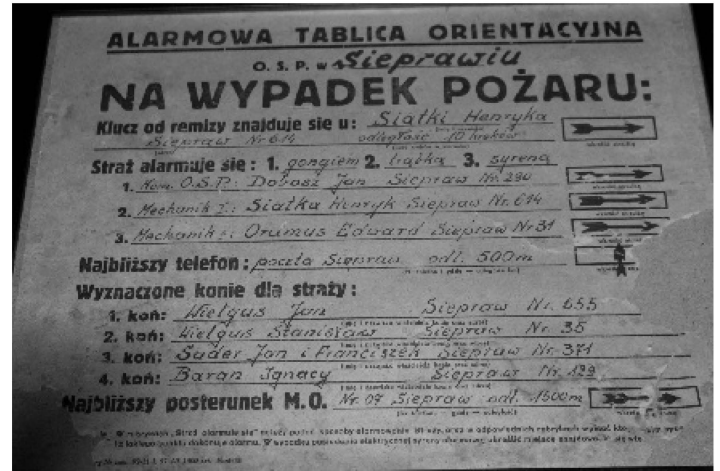 ALARMOWA TABLICA ORIENTACYJNA
O. S. P. w Sieprawiu
NA WYPADEK POŻARU:
Klucz od remizy znajduje się u: Siatki Henryka
Siepraw Nr 614 odległość 10 kroków
Straż alarmuje się: 1. gongiem 2. trąbką 3. syreną
1. Kom. O.S.P.: Dobosz Jan Siepraw Nr. 290
2. Mechanik I: Siatka Henryk Siepraw Nr. 614
3. Mechanik Orumus Edward Siepraw Nr 31
Najbliższy telefon: poczta Siepraw odl. 500m
Wyznaczone konie dla straży:
1. koń: Wielgus Jan Siepraw Nr. 655
2. koń: Wielgus Stanisław Siepraw Nr. 35
3. koń: Suder Jan i Franciszek Siepraw Nr. 371
4. koń: Baran Ignacy Siepraw Nr. 129
Najbliższy posterunek M.O. Nr 07 Siepraw odl. 1500m